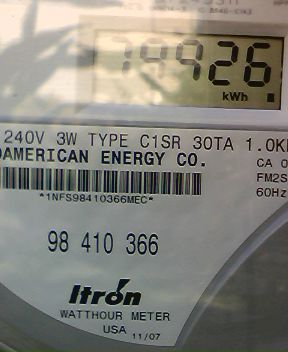 14926
kWh
240V 3W TYPE C1SR 30TA 1.0K
AMERICAN ENERGY CO.
CA 0
FM2S
60Hz
*1NFS98410366MEC*
98 410 366
Itron
WATTHOUR METER
USA 11/07